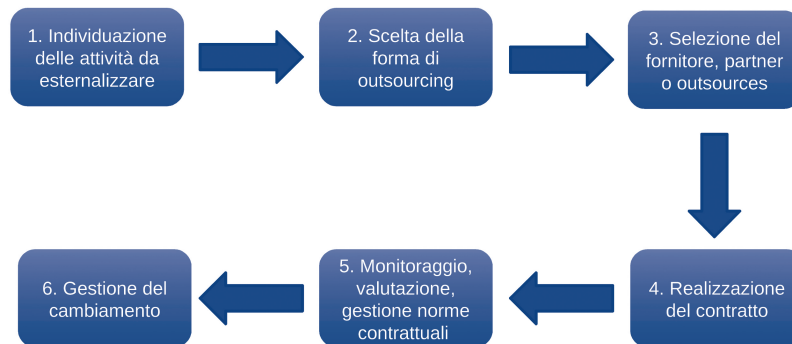 1. Individuazione
delle attività da
esternalizzare
2. Scelta della
forma di
outsourcing
3. Selezione del
fornitore, partner
o outsources
4. Realizzazione
del contratto
5. Monitoraggio,
valutazione,
gestione norme
contrattuali
6. Gestione del
cambiamento